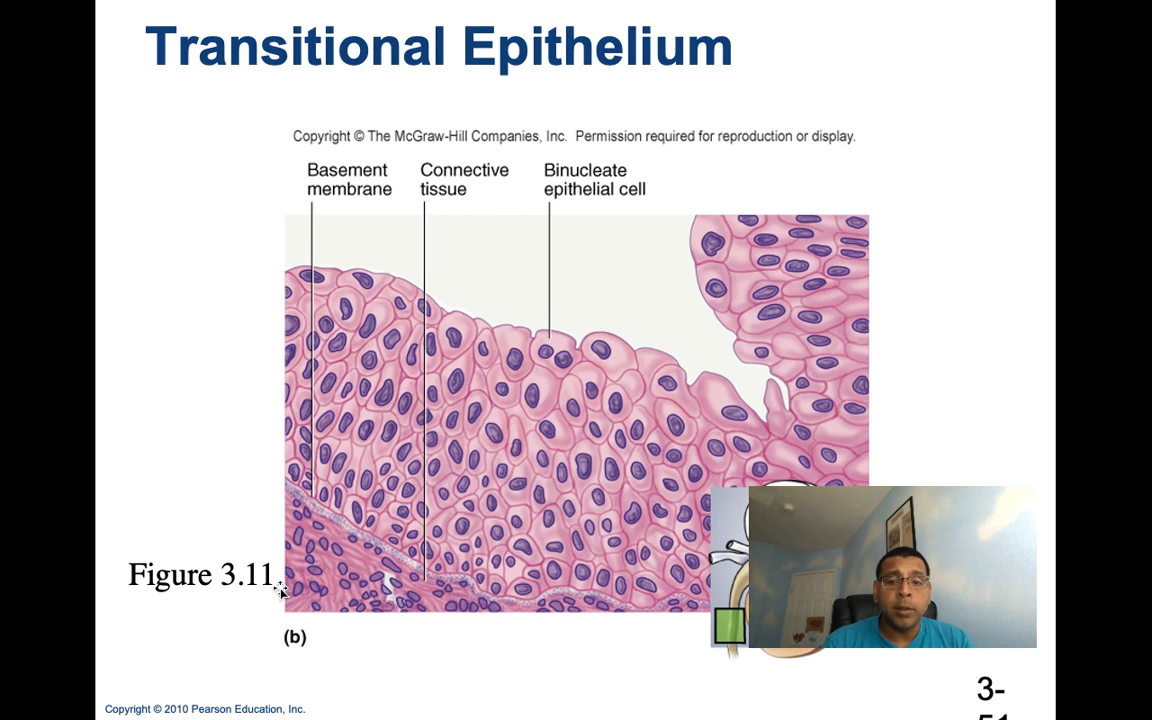 Transitional Epithelium
Copyright © The McGraw-Hill Companies, Inc. Permission required for reproduction or display.
Basement
membrane
Connective
tissue
Binucleate
epithelial cell
Figure 3.11
(b)
3-
51
Copyright © 2010 Pearson Education, Inc.